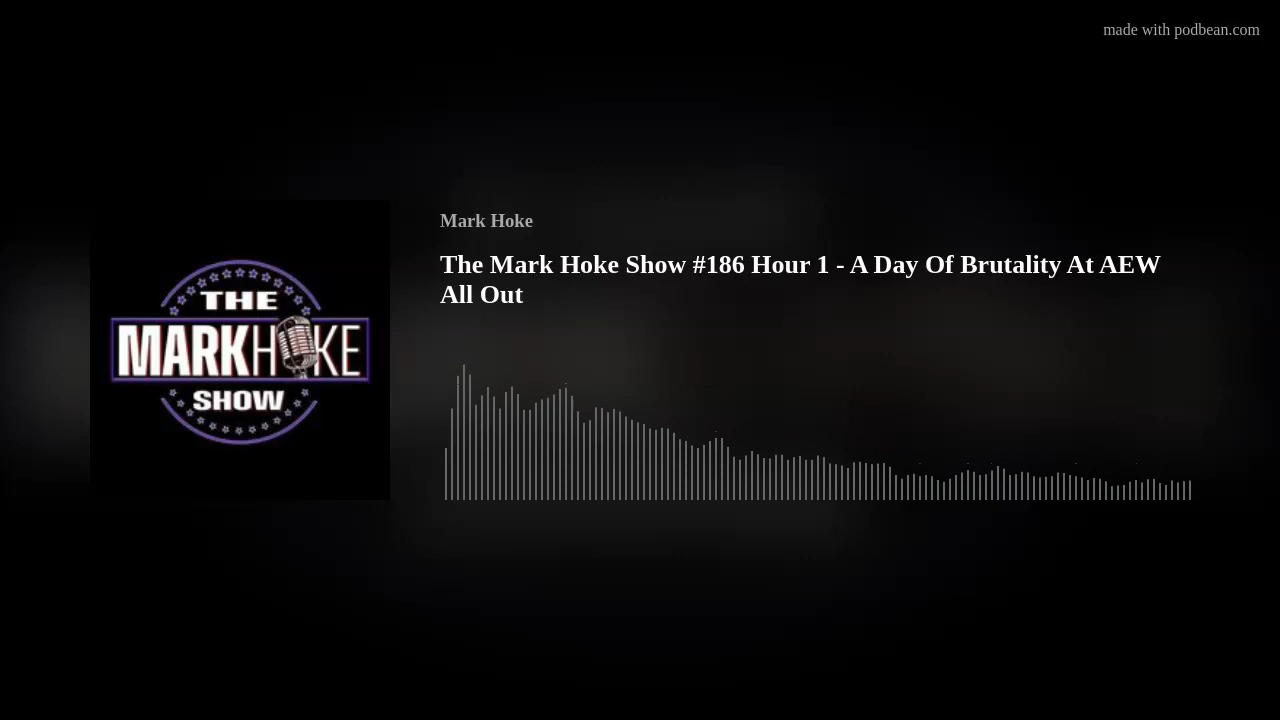 made with podbean.com
Mark Hoke
The Mark Hoke Show #186 Hour 1 - A Day Of Brutality At AEW
All Out
THE
MARKHOKE
SHOW